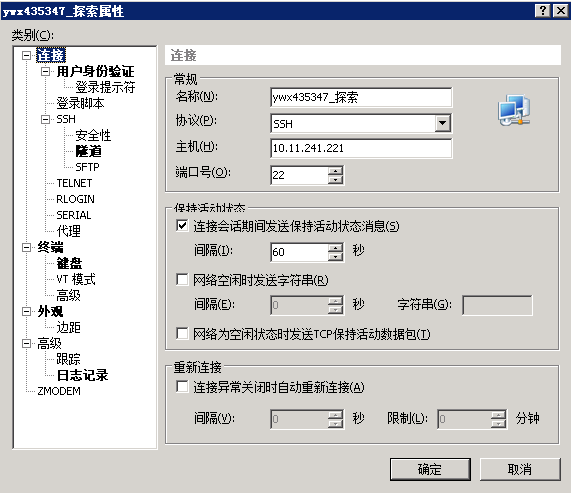 ywx435347_探索属性
类别(C):
连接
用户身份验证
登录提示符
登录脚本
SSH
安全性
隧道
SFTP
TELNET
RLOGIN
SERIAL
代理
终端
键盘
VT 模式
高级
外观
边距
高级
跟踪
日志记录
ZMODEM
连接
常规
名称(N): ywx435347_探索
协议(P): SSH
主机(H): 10.11.241.221
端口号(O): 22
保持活动状态
连接会话期间发送保持活动状态消息(S)
间隔(I): 60 秒
网络空闲时发送字符串(R)
间隔(E): 0 秒 字符串(G):
网络为空闲状态时发送TCP保持活动数据包(T)
重新连接
连接异常关闭时自动重新连接(A)
间隔(V): 0 秒 限制(L): 0 分钟
确定 取消